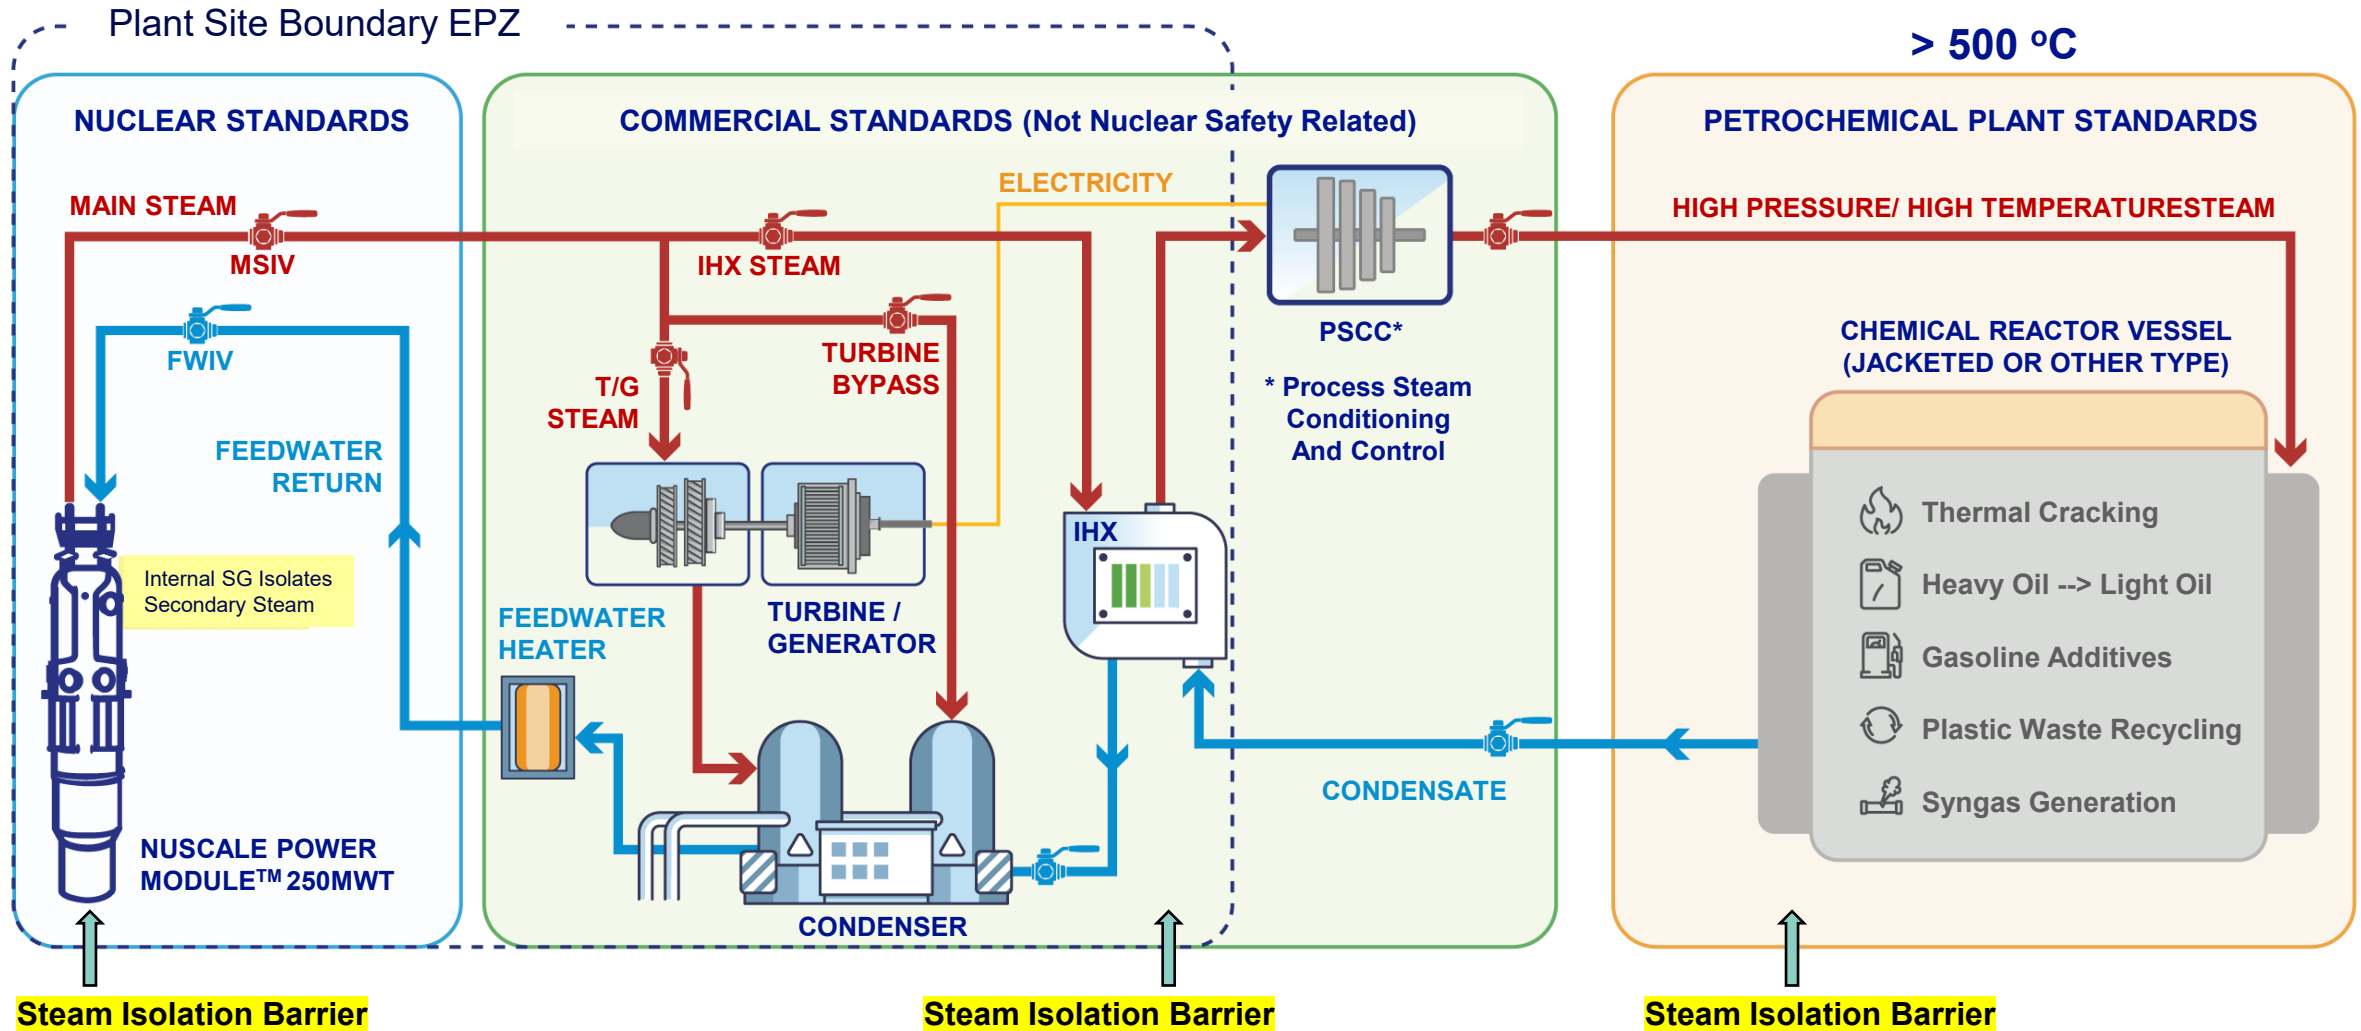 Plant Site Boundary EPZ
> 500 ºC
NUCLEAR STANDARDS
COMMERCIAL STANDARDS (Not Nuclear Safety Related)
PETROCHEMICAL PLANT STANDARDS
MAIN STEAM
MSIV
FWIV
FEEDWATER
RETURN
Internal SG Isolates
Secondary Steam
NUSCALE POWER
MODULE™ 250MWT
IHX STEAM
TURBINE
BYPASS
T/G
STEAM
ELECTRICITY
FEEDWATER
HEATER
TURBINE /
GENERATOR
CONDENSER
IHX
PSCC*
* Process Steam
Conditioning
And Control
CONDENSATE
HIGH PRESSURE/ HIGH TEMPERATURESTEAM
CHEMICAL REACTOR VESSEL
(JACKETED OR OTHER TYPE)
Thermal Cracking
Heavy Oil --> Light Oil
Gasoline Additives
Plastic Waste Recycling
Syngas Generation
Steam Isolation Barrier
Steam Isolation Barrier
Steam Isolation Barrier